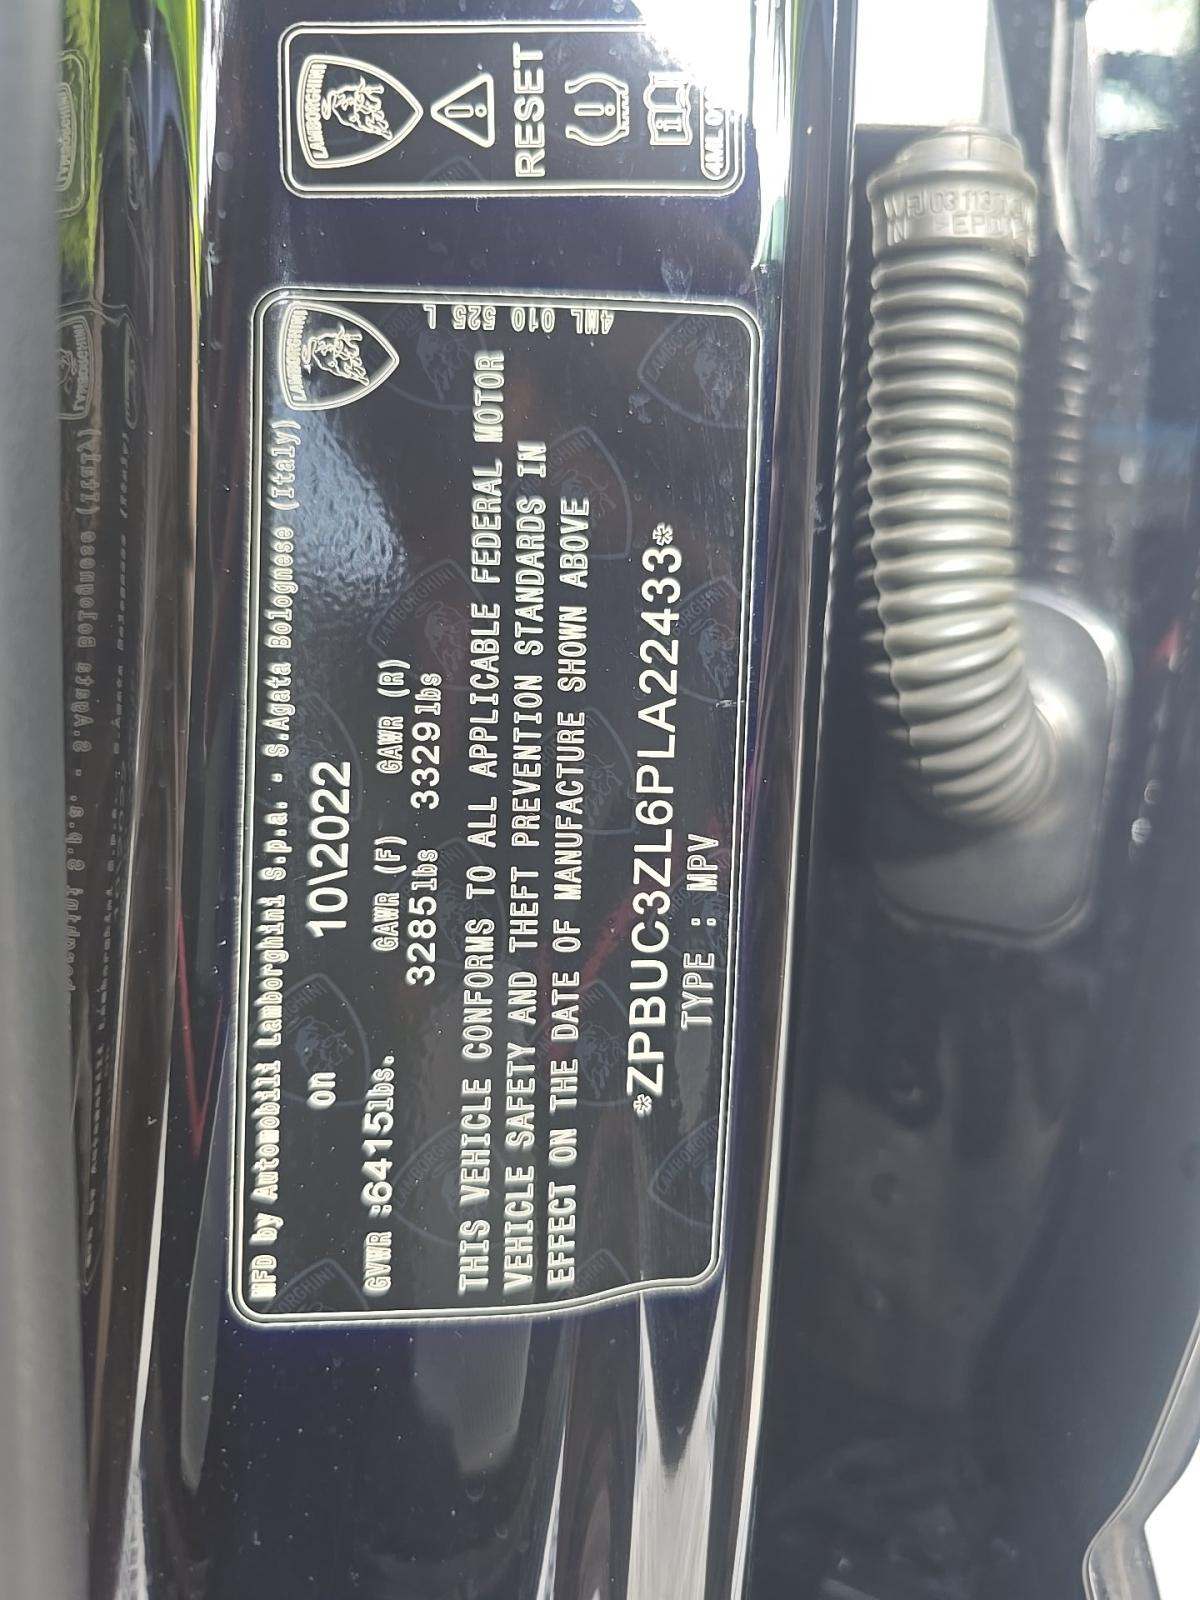 LAMBORGHINI
RESET
LAMBORGHINI
4ML 010 525 L
MFD by Automobili Lamborghini S.p.a. - S.Agata Bolognese (Italy)
on 10\2022
GVWR :6415lbs. GAWR (F) GAWR (R)
3285lbs 3329lbs
THIS VEHICLE CONFORMS TO ALL APPLICABLE FEDERAL MOTOR
VEHICLE SAFETY AND THEFT PREVENTION STANDARDS IN
EFFECT ON THE DATE OF MANUFACTURE SHOWN ABOVE
*ZPBUC3ZL6PLA22433*
TYPE : MPV